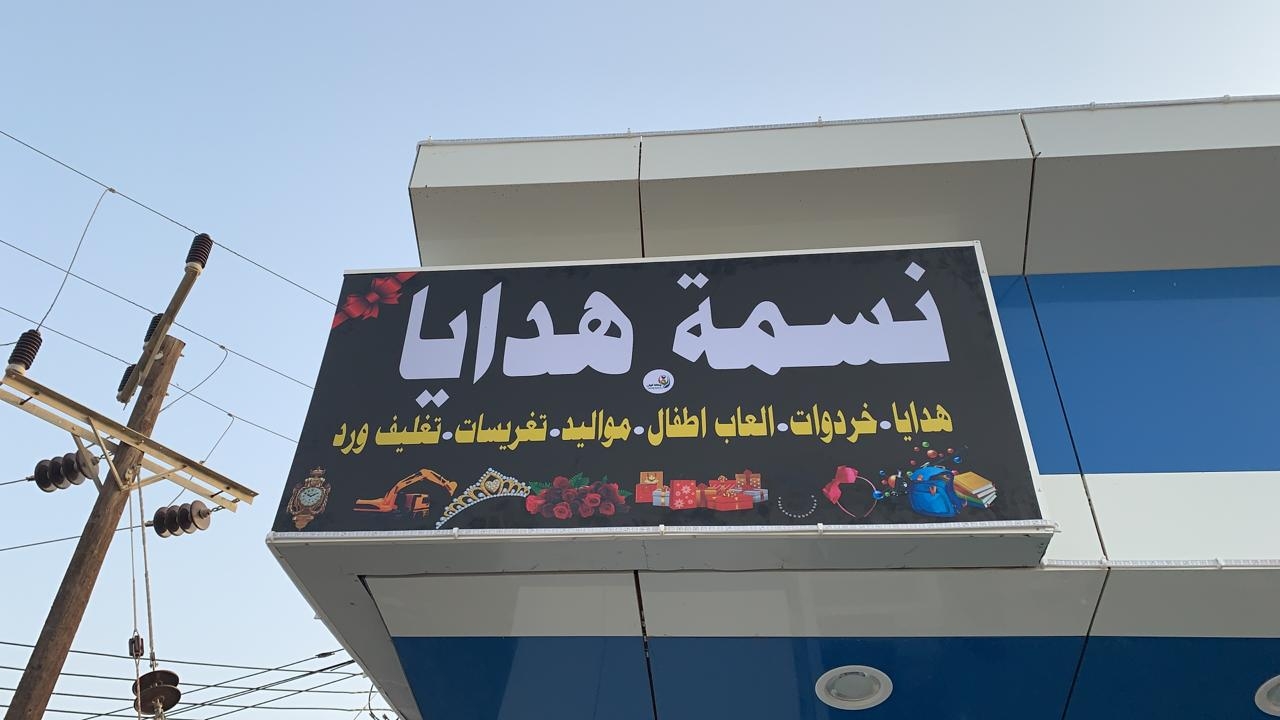 نسمة هدايا
هدايا. خردوات. العاب اطفال. مواليد. تغريسات. تغليف ورد